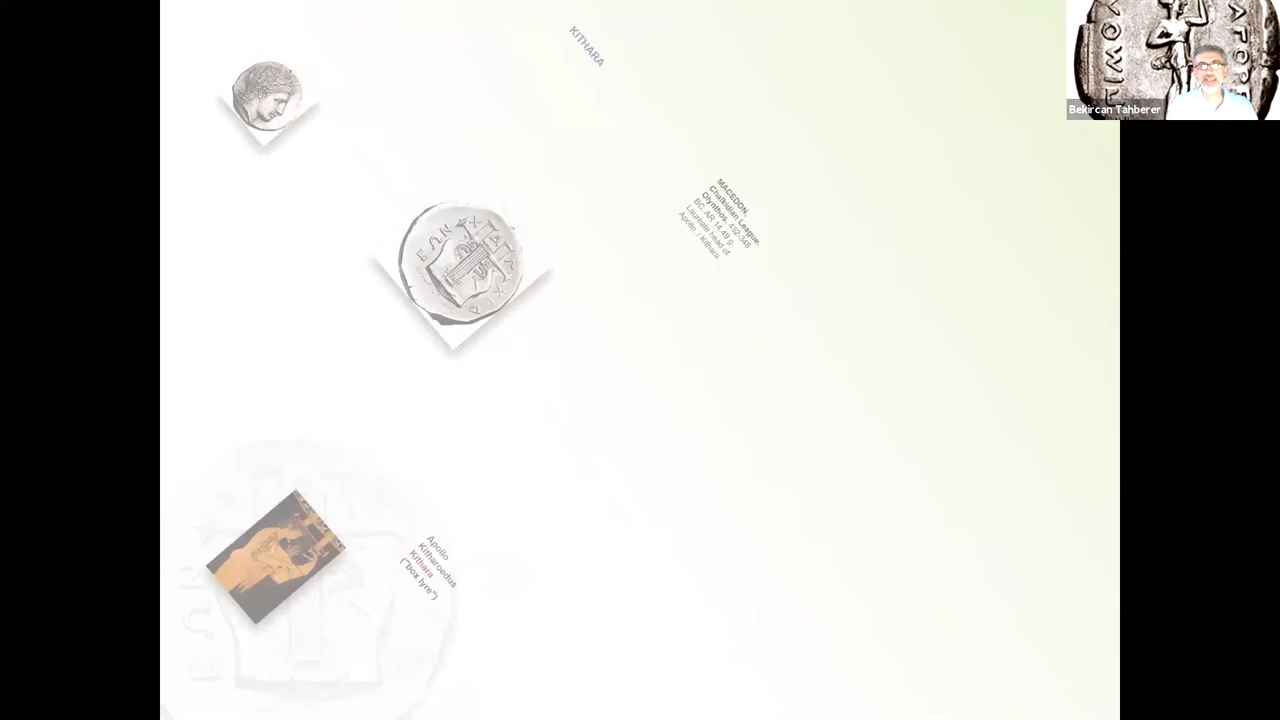 KITHARA
MACEDON,
Chalkidian League.
Olynthos. 432-348
BC AR 14.49 g.
Laureate head of
Apollo. / Kithara
Bekircan Tahberer
Apollo
Kitharoedus
Kithara
("box lyre")